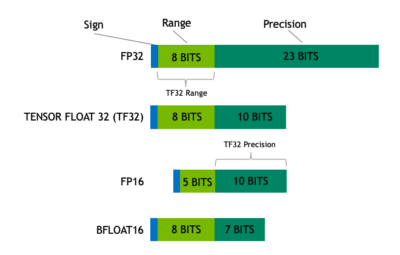 Sign Range Precision
FP32 8 BITS 23 BITS
TF32 Range
TENSOR FLOAT 32 (TF32) 8 BITS 10 BITS
TF32 Precision
FP16 5 BITS 10 BITS
BFLOAT16 8 BITS 7 BITS